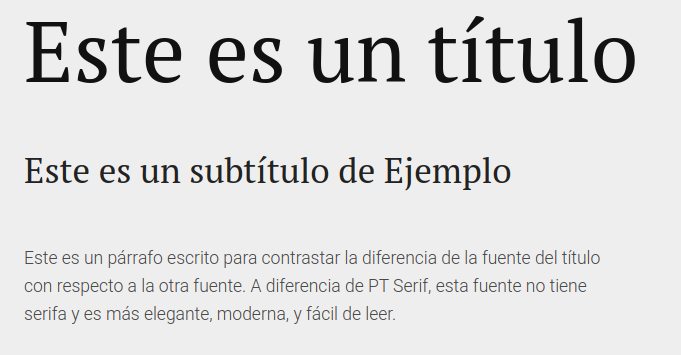 Este es un título
Este es un subtítulo de Ejemplo
Este es un párrafo escrito para contrastar la diferencia de la fuente del título
con respecto a la otra fuente. A diferencia de PT Serif, esta fuente no tiene
serifa y es más elegante, moderna, y fácil de leer.